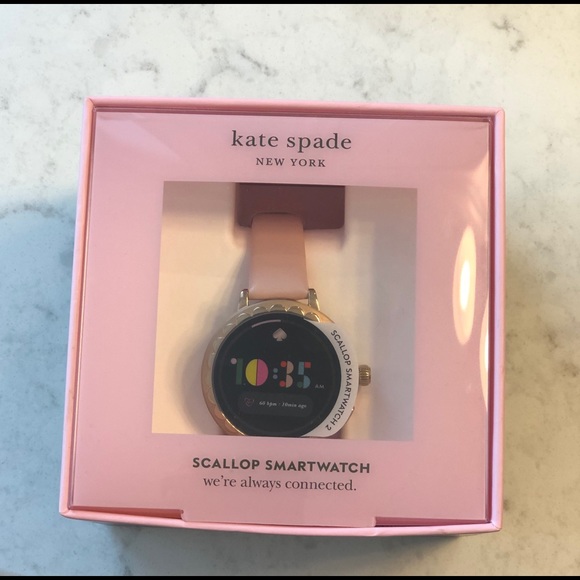 kate spade
NEW YORK
10:35
SCALLOP SMARTWATCH 2
SCALLOP SMARTWATCH
we're always connected.